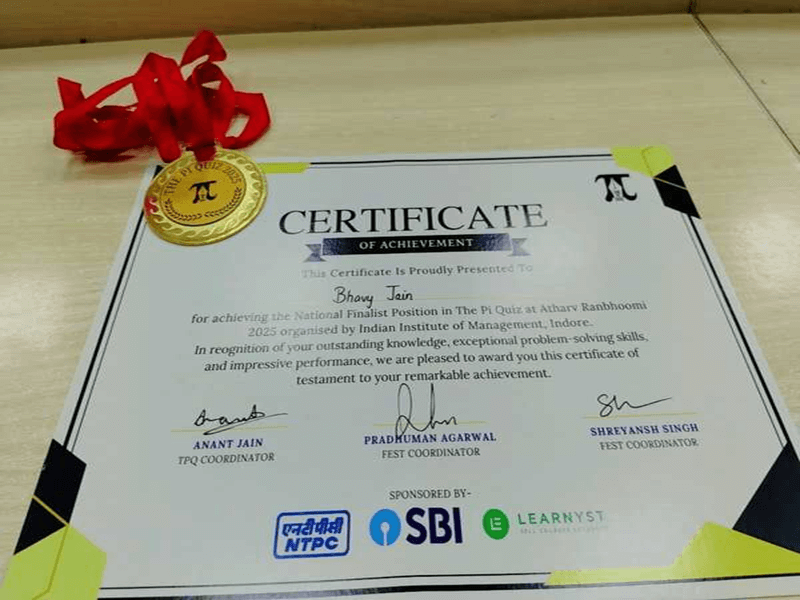 THE PI QUIZ 2025
π
π
CERTIFICATE
OF ACHIEVEMENT
This Certificate Is Proudly Presented To
Bhavy Jain
for achieving the National Finalist Position in The Pi Quiz at Atharv Ranbhoomi
2025 organised by Indian Institute of Management, Indore.
In reognition of your outstanding knowledge, exceptional problem-solving skills,
and impressive performance, we are pleased to award you this certificate of
testament to your remarkable achievement.
Anant
ANANT JAIN
TPQ COORDINATOR
PRADHUMAN AGARWAL
FEST COORDINATOR
SHREYANSH SINGH
FEST COORDINATOR
SPONSORED BY-
एनटीपीसी
NTPC
SBI
E LEARNYST